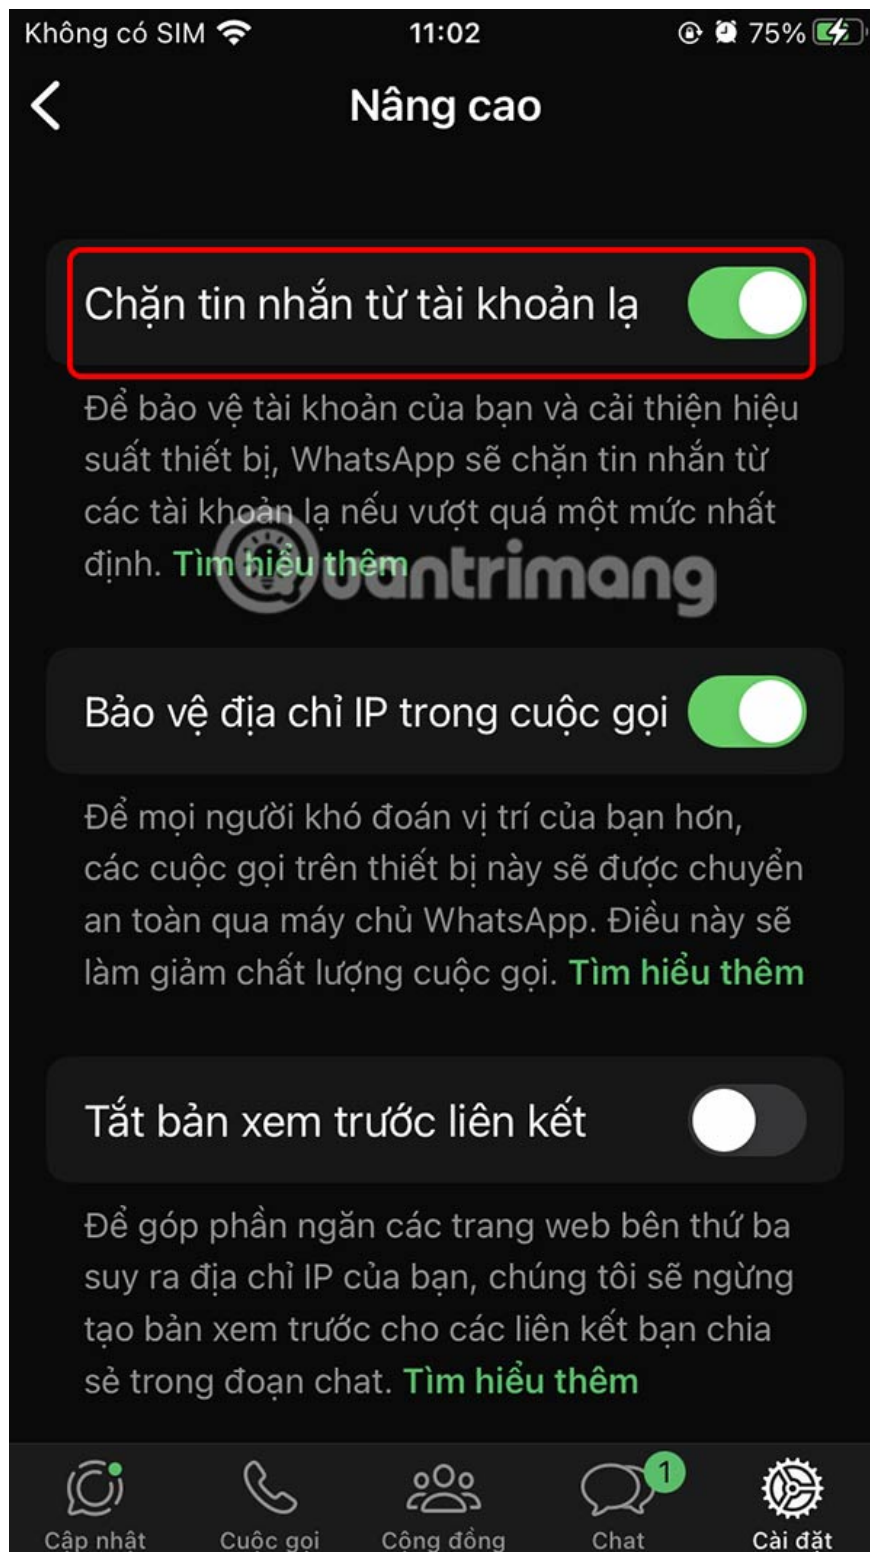 Không có SIM 11:02 75%
Nâng cao
Chặn tin nhắn từ tài khoản lạ
Để bảo vệ tài khoản của bạn và cải thiện hiệu
suất thiết bị, WhatsApp sẽ chặn tin nhắn từ
các tài khoản lạ nếu vượt quá một mức nhất
định. Tìm hiểu thêm
Quantrimang
Bảo vệ địa chỉ IP trong cuộc gọi
Để mọi người khó đoán vị trí của bạn hơn,
các cuộc gọi trên thiết bị này sẽ được chuyển
an toàn qua máy chủ WhatsApp. Điều này sẽ
làm giảm chất lượng cuộc gọi. Tìm hiểu thêm
Tắt bản xem trước liên kết
Để góp phần ngăn các trang web bên thứ ba
suy ra địa chỉ IP của bạn, chúng tôi sẽ ngừng
tạo bản xem trước cho các liên kết bạn chia
sẻ trong đoạn chat. Tìm hiểu thêm
1
Cập nhật Cuộc gọi Cộng đồng Chat Cài đặt